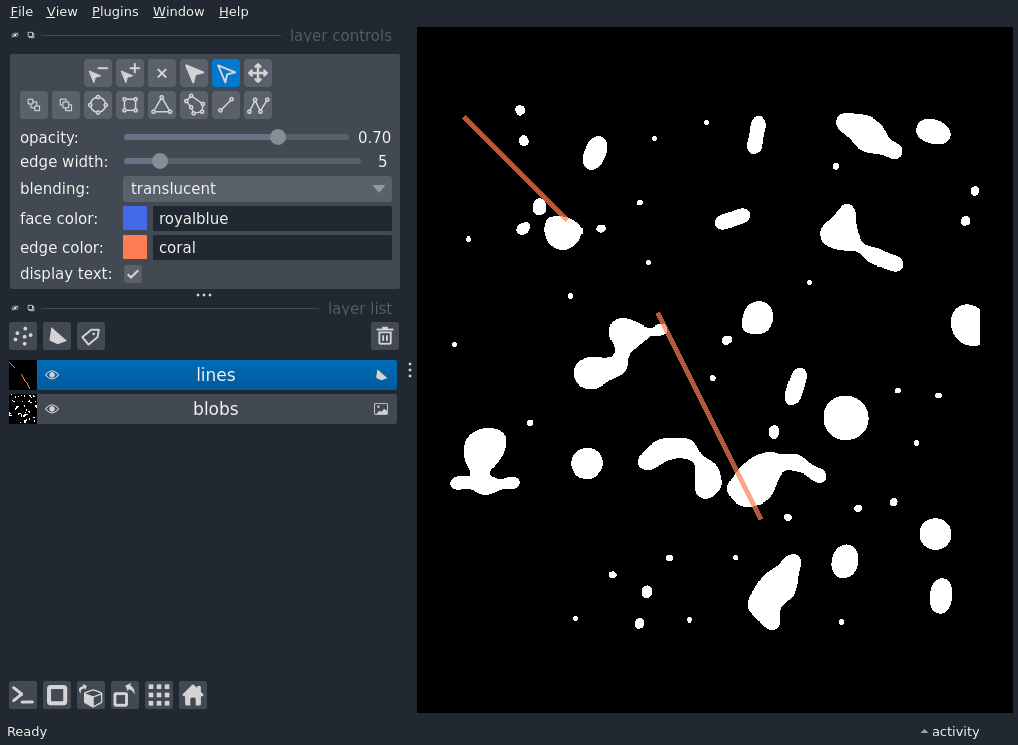 File View Plugins Window Help
layer controls
opacity: 0.70
edge width: 5
blending: translucent
face color: royalblue
edge color: coral
display text:
layer list
lines
blobs
Ready
activity